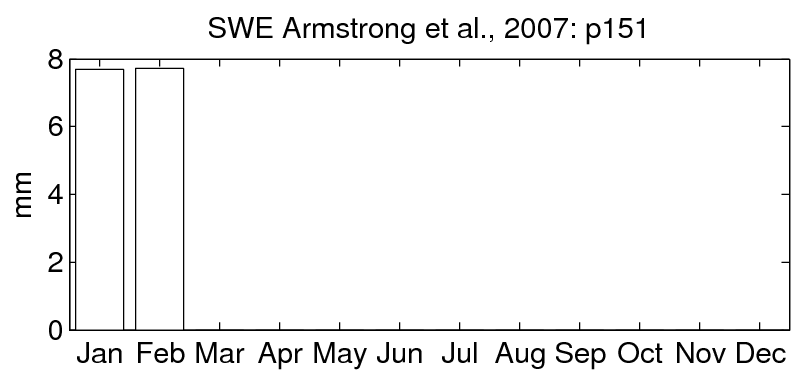 SWE Armstrong et al., 2007: p151
8
6
4
2
0
mm
Jan Feb Mar Apr May Jun Jul Aug Sep Oct Nov Dec